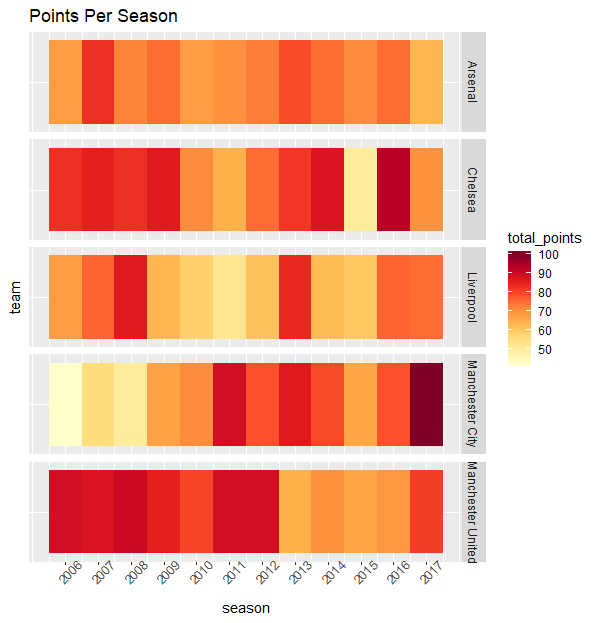 Points Per Season
Arsenal
Chelsea
Liverpool
Manchester City
Manchester United
team
2006 2007 2008 2009 2010 2011 2012 2013 2014 2015 2016 2017
season
total_points
100
90
80
70
60
50